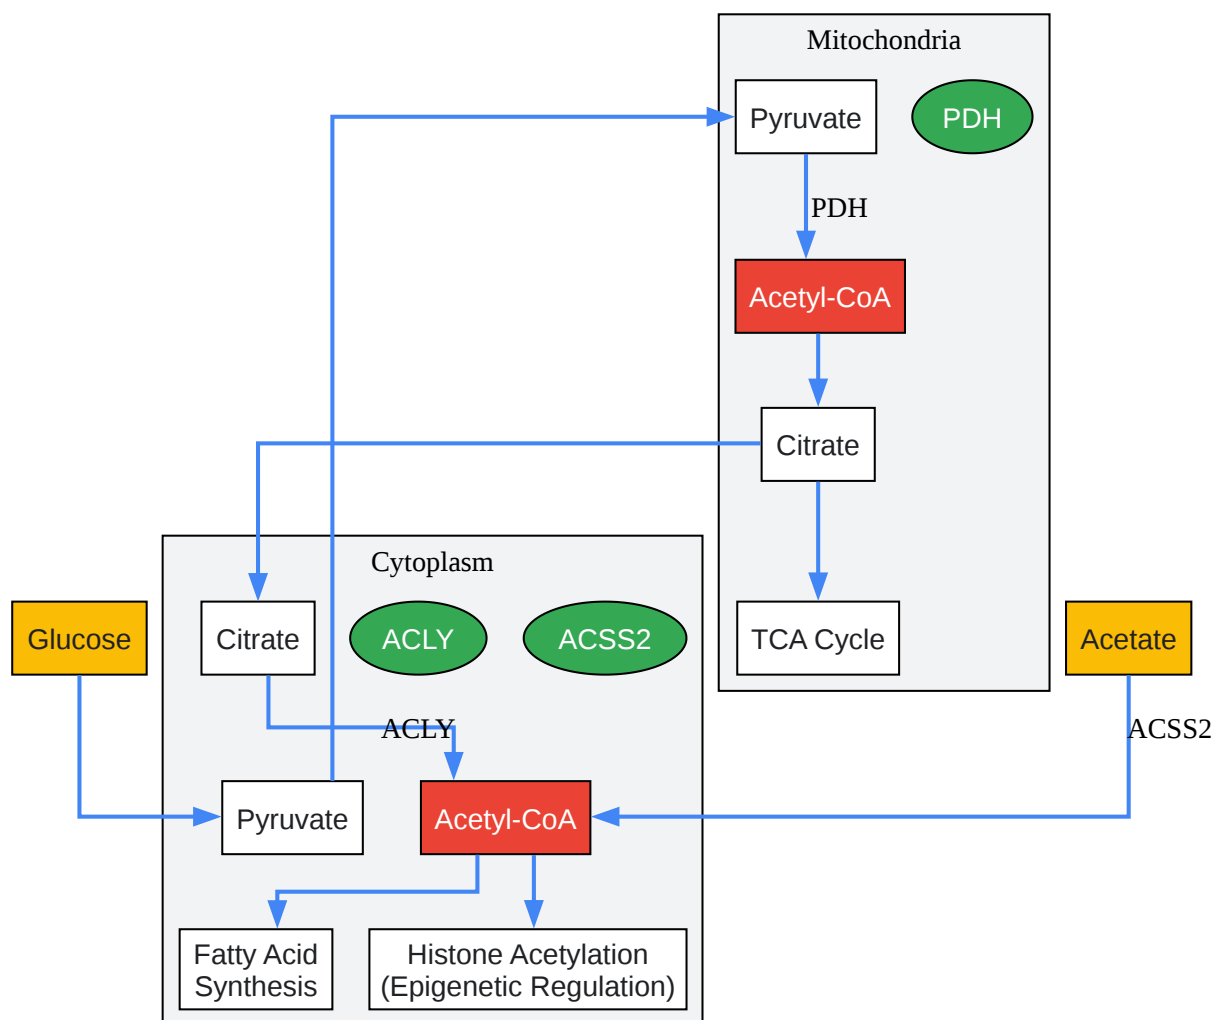 Mitochondria
Pyruvate
PDH
PDH
Acetyl-CoA
Citrate
TCA Cycle
Cytoplasm
Glucose
Citrate
ACLY
ACSS2
Acetate
ACLY
ACSS2
Pyruvate
Acetyl-CoA
Fatty Acid
Synthesis
Histone Acetylation
(Epigenetic Regulation)